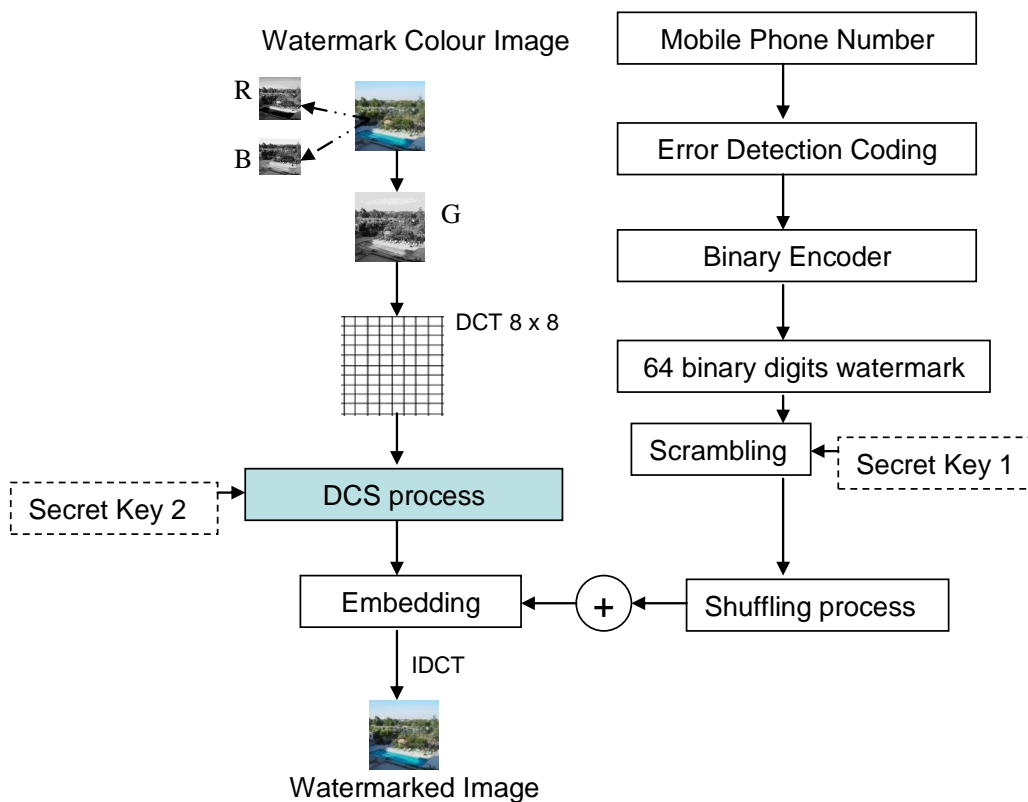 Watermark Colour Image
R
B
G
DCT 8 x 8
Secret Key 2
DCS process
Embedding
IDCT
Watermarked Image
Mobile Phone Number
Error Detection Coding
Binary Encoder
64 binary digits watermark
Scrambling
Secret Key 1
Shuffling process
+